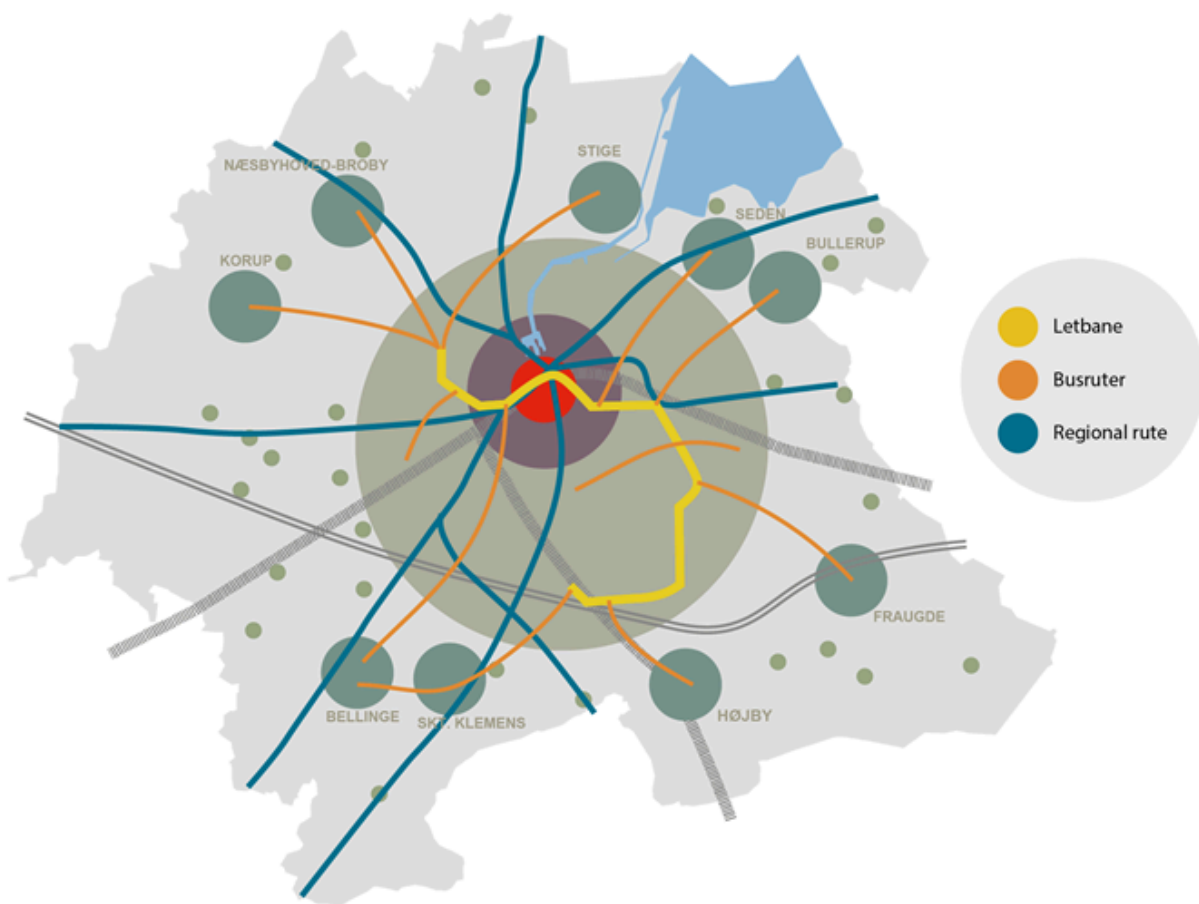 NÆSBYHOVED-BROBY
STIGE
SEDEN
BULLERUP
KORUP
Letbane
Busruter
Regional rute
FRAUGDE
BELLINGE
SKT. KLEMENS
HØJBY